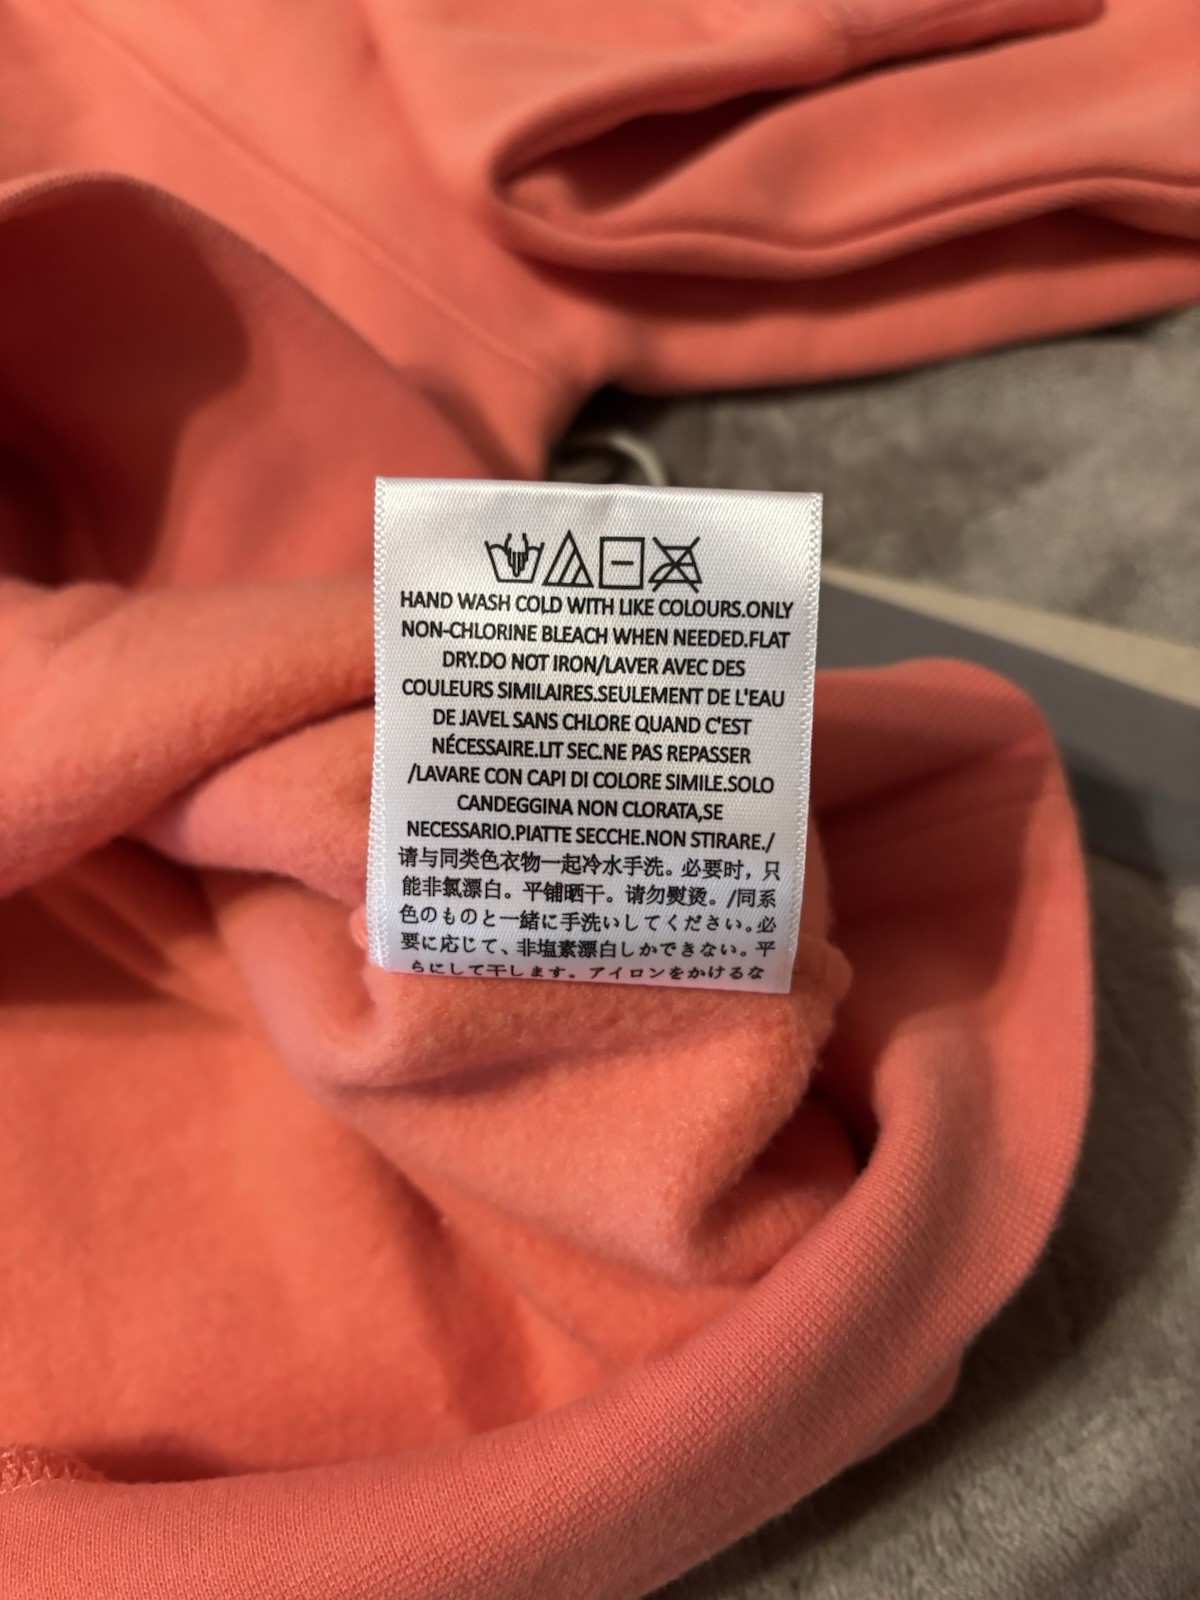 HAND WASH COLD WITH LIKE COLOURS.ONLY
NON-CHLORINE BLEACH WHEN NEEDED.FLAT
DRY.DO NOT IRON/LAVER AVEC DES
COULEURS SIMILAIRES.SEULEMENT DE L'EAU
DE JAVEL SANS CHLORE QUAND C'EST
NÉCESSAIRE.LIT SEC.NE PAS REPASSER
/LAVARE CON CAPI DI COLORE SIMILE.SOLO
CANDEGGINA NON CLORATA,SE
NECESSARIO.PIATTE SECCHE.NON STIRARE./
请与同类色衣物一起冷水手洗。必要时，只
能非氯漂白。平铺晒干。请勿熨烫。/同系
色のものと一緒に手洗いしてください。必
要に応じて、非塩素漂白しかできない。平
らにして干します。アイロンをかけるな